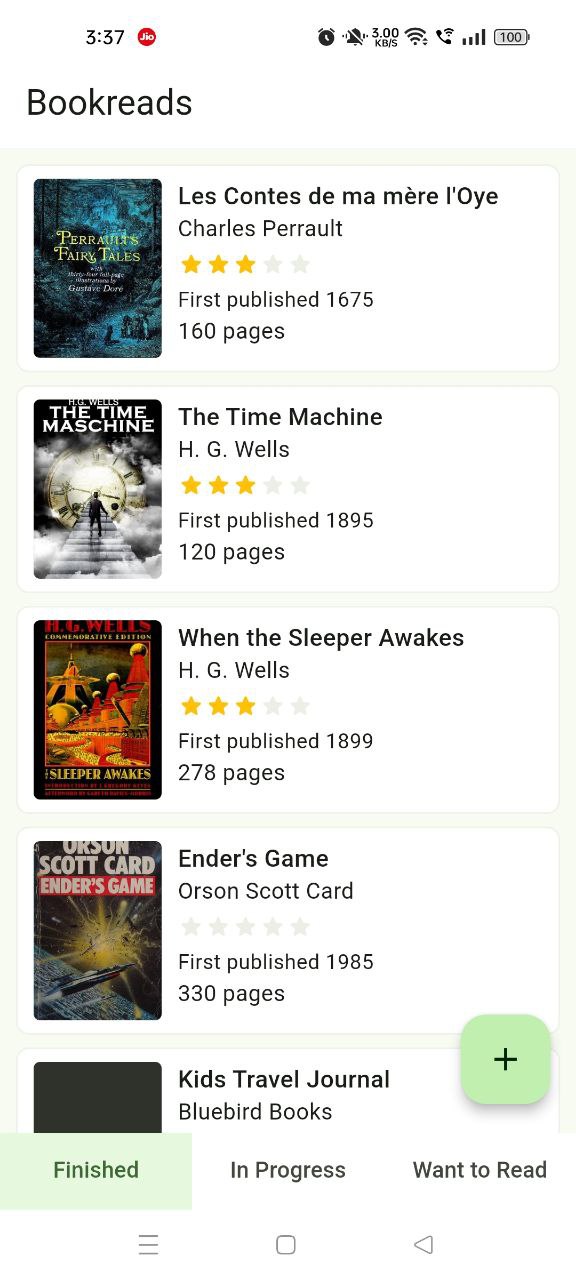 3:37 Jio 3.00 KB/S 100
Bookreads
PERRAULT'S
FAIRY TALES
with
thirty-four full-page
illustrations by
Gustave Doré
Les Contes de ma mère l'Oye
Charles Perrault
First published 1675
160 pages
H.G. WELLS
THE TIME
MASCHINE
The Time Machine
H. G. Wells
First published 1895
120 pages
H.G.WELLS
COMMEMORATIVE EDITION
SLEEPER AWAKES
When the Sleeper Awakes
H. G. Wells
First published 1899
278 pages
ORSON
SCOTT CARD
ENDER'S GAME
Ender's Game
Orson Scott Card
First published 1985
330 pages
Kids Travel Journal
Bluebird Books
+
Finished In Progress Want to Read